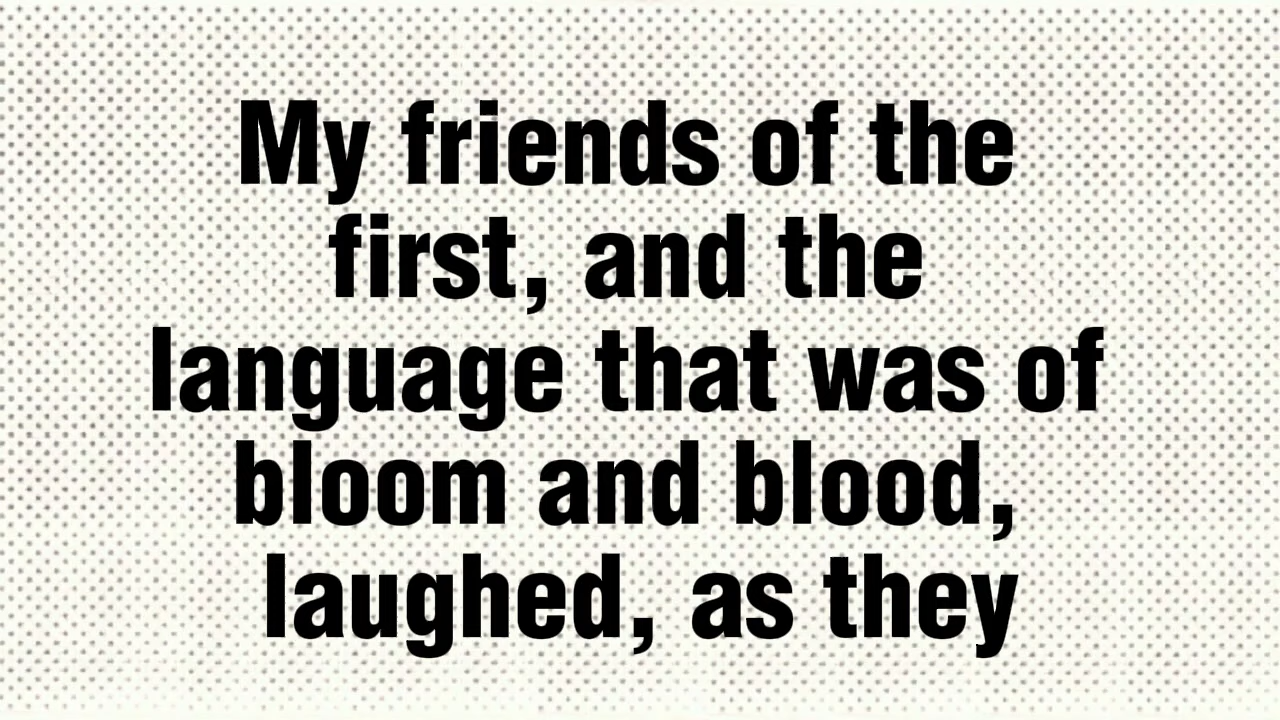 My friends of the
first, and the
language that was of
bloom and blood,
laughed, as they